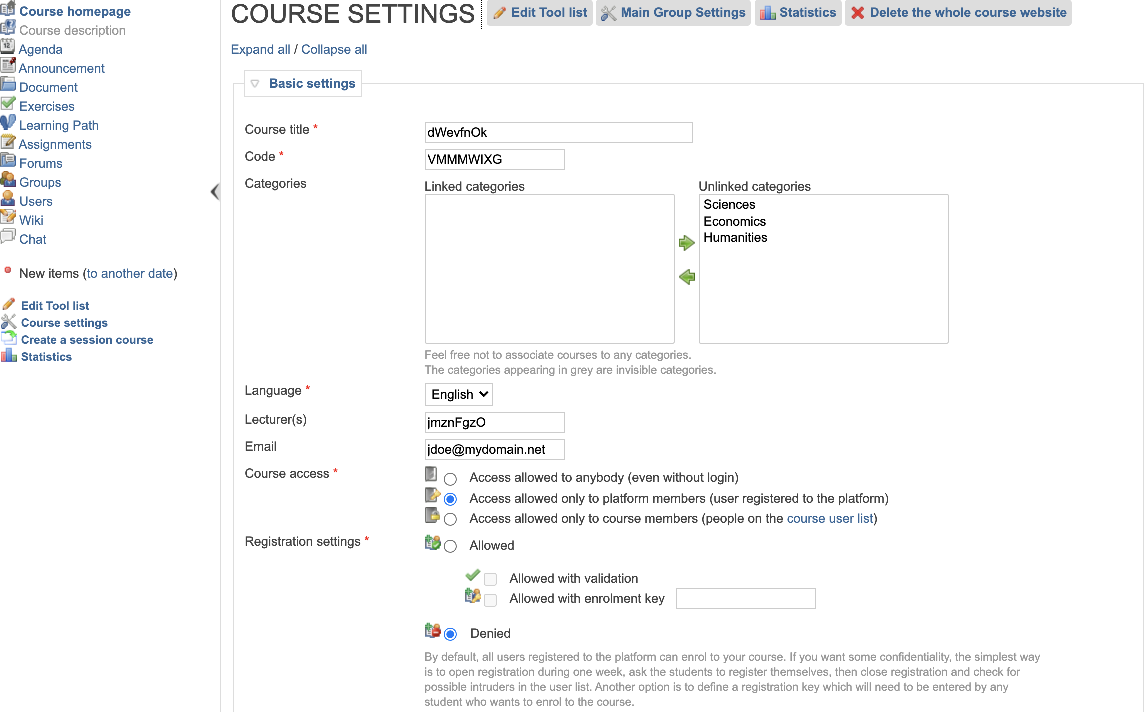 Course homepage
Course description
Agenda
Announcement
Document
Exercises
Learning Path
Assignments
Forums
Groups
Users
Wiki
Chat
New items (to another date)
Edit Tool list
Course settings
Create a session course
Statistics
COURSE SETTINGS
Edit Tool list
Main Group Settings
Statistics
Delete the whole course website
Expand all / Collapse all
Basic settings
Course title * dWevfnOk
Code * VMMMWIXG
Categories
Linked categories
Unlinked categories
Sciences
Economics
Humanities
Feel free not to associate courses to any categories.
The categories appearing in grey are invisible categories.
Language * English
Lecturer(s) jmznFgzO
Email jdoe@mydomain.net
Course access *
Access allowed to anybody (even without login)
Access allowed only to platform members (user registered to the platform)
Access allowed only to course members (people on the course user list)
Registration settings *
Allowed
Allowed with validation
Allowed with enrolment key
Denied
By default, all users registered to the platform can enrol to your course. If you want some confidentiality, the simplest way
is to open registration during one week, ask the students to register themselves, then close registration and check for
possible intruders in the user list. Another option is to define a registration key which will need to be entered by any
student who wants to enrol to the course.